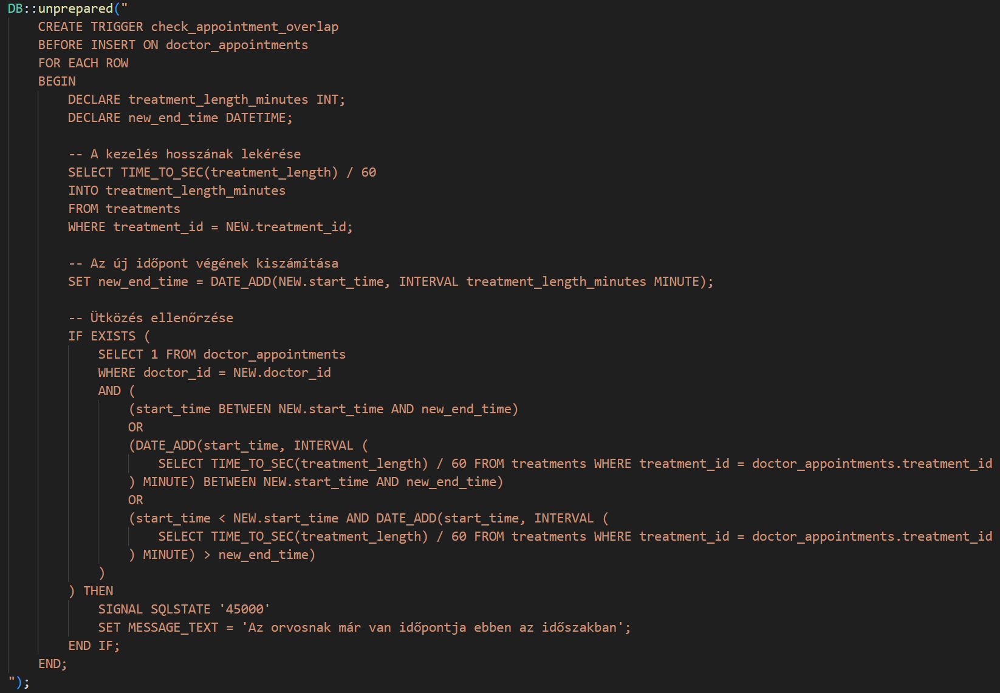 DB::unprepared("
CREATE TRIGGER check_appointment_overlap
BEFORE INSERT ON doctor_appointments
FOR EACH ROW
BEGIN
DECLARE treatment_length_minutes INT;
DECLARE new_end_time DATETIME;
-- A kezelés hosszának lekérése
SELECT TIME_TO_SEC(treatment_length) / 60
INTO treatment_length_minutes
FROM treatments
WHERE treatment_id = NEW.treatment_id;
-- Az új időpont végének kiszámítása
SET new_end_time = DATE_ADD(NEW.start_time, INTERVAL treatment_length_minutes MINUTE);
-- Ütközés ellenőrzése
IF EXISTS (
SELECT 1 FROM doctor_appointments
WHERE doctor_id = NEW.doctor_id
AND (
(start_time BETWEEN NEW.start_time AND new_end_time)
OR
(DATE_ADD(start_time, INTERVAL (
SELECT TIME_TO_SEC(treatment_length) / 60 FROM treatments WHERE treatment_id = doctor_appointments.treatment_id
) MINUTE) BETWEEN NEW.start_time AND new_end_time)
OR
(start_time < NEW.start_time AND DATE_ADD(start_time, INTERVAL (
SELECT TIME_TO_SEC(treatment_length) / 60 FROM treatments WHERE treatment_id = doctor_appointments.treatment_id
) MINUTE) > new_end_time)
)
) THEN
SIGNAL SQLSTATE '45000'
SET MESSAGE_TEXT = 'Az orvosnak már van időpontja ebben az időszakban';
END IF;
END;
");